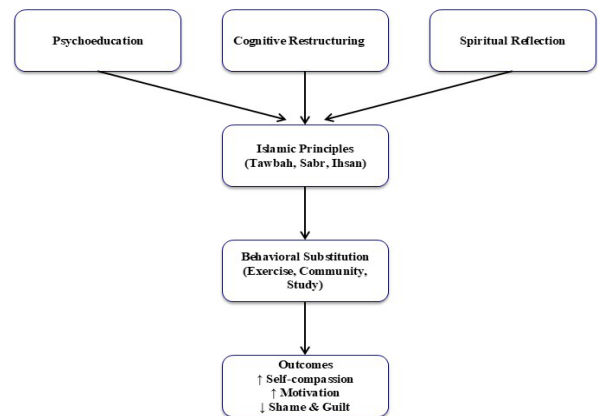 Psychoeducation
Cognitive Restructuring
Spiritual Reflection
Islamic Principles
(Tawbah, Sabr, Ihsan)
Behavioral Substitution
(Exercise, Community,
Study)
Outcomes
↑ Self-compassion
↑ Motivation
↓ Shame & Guilt